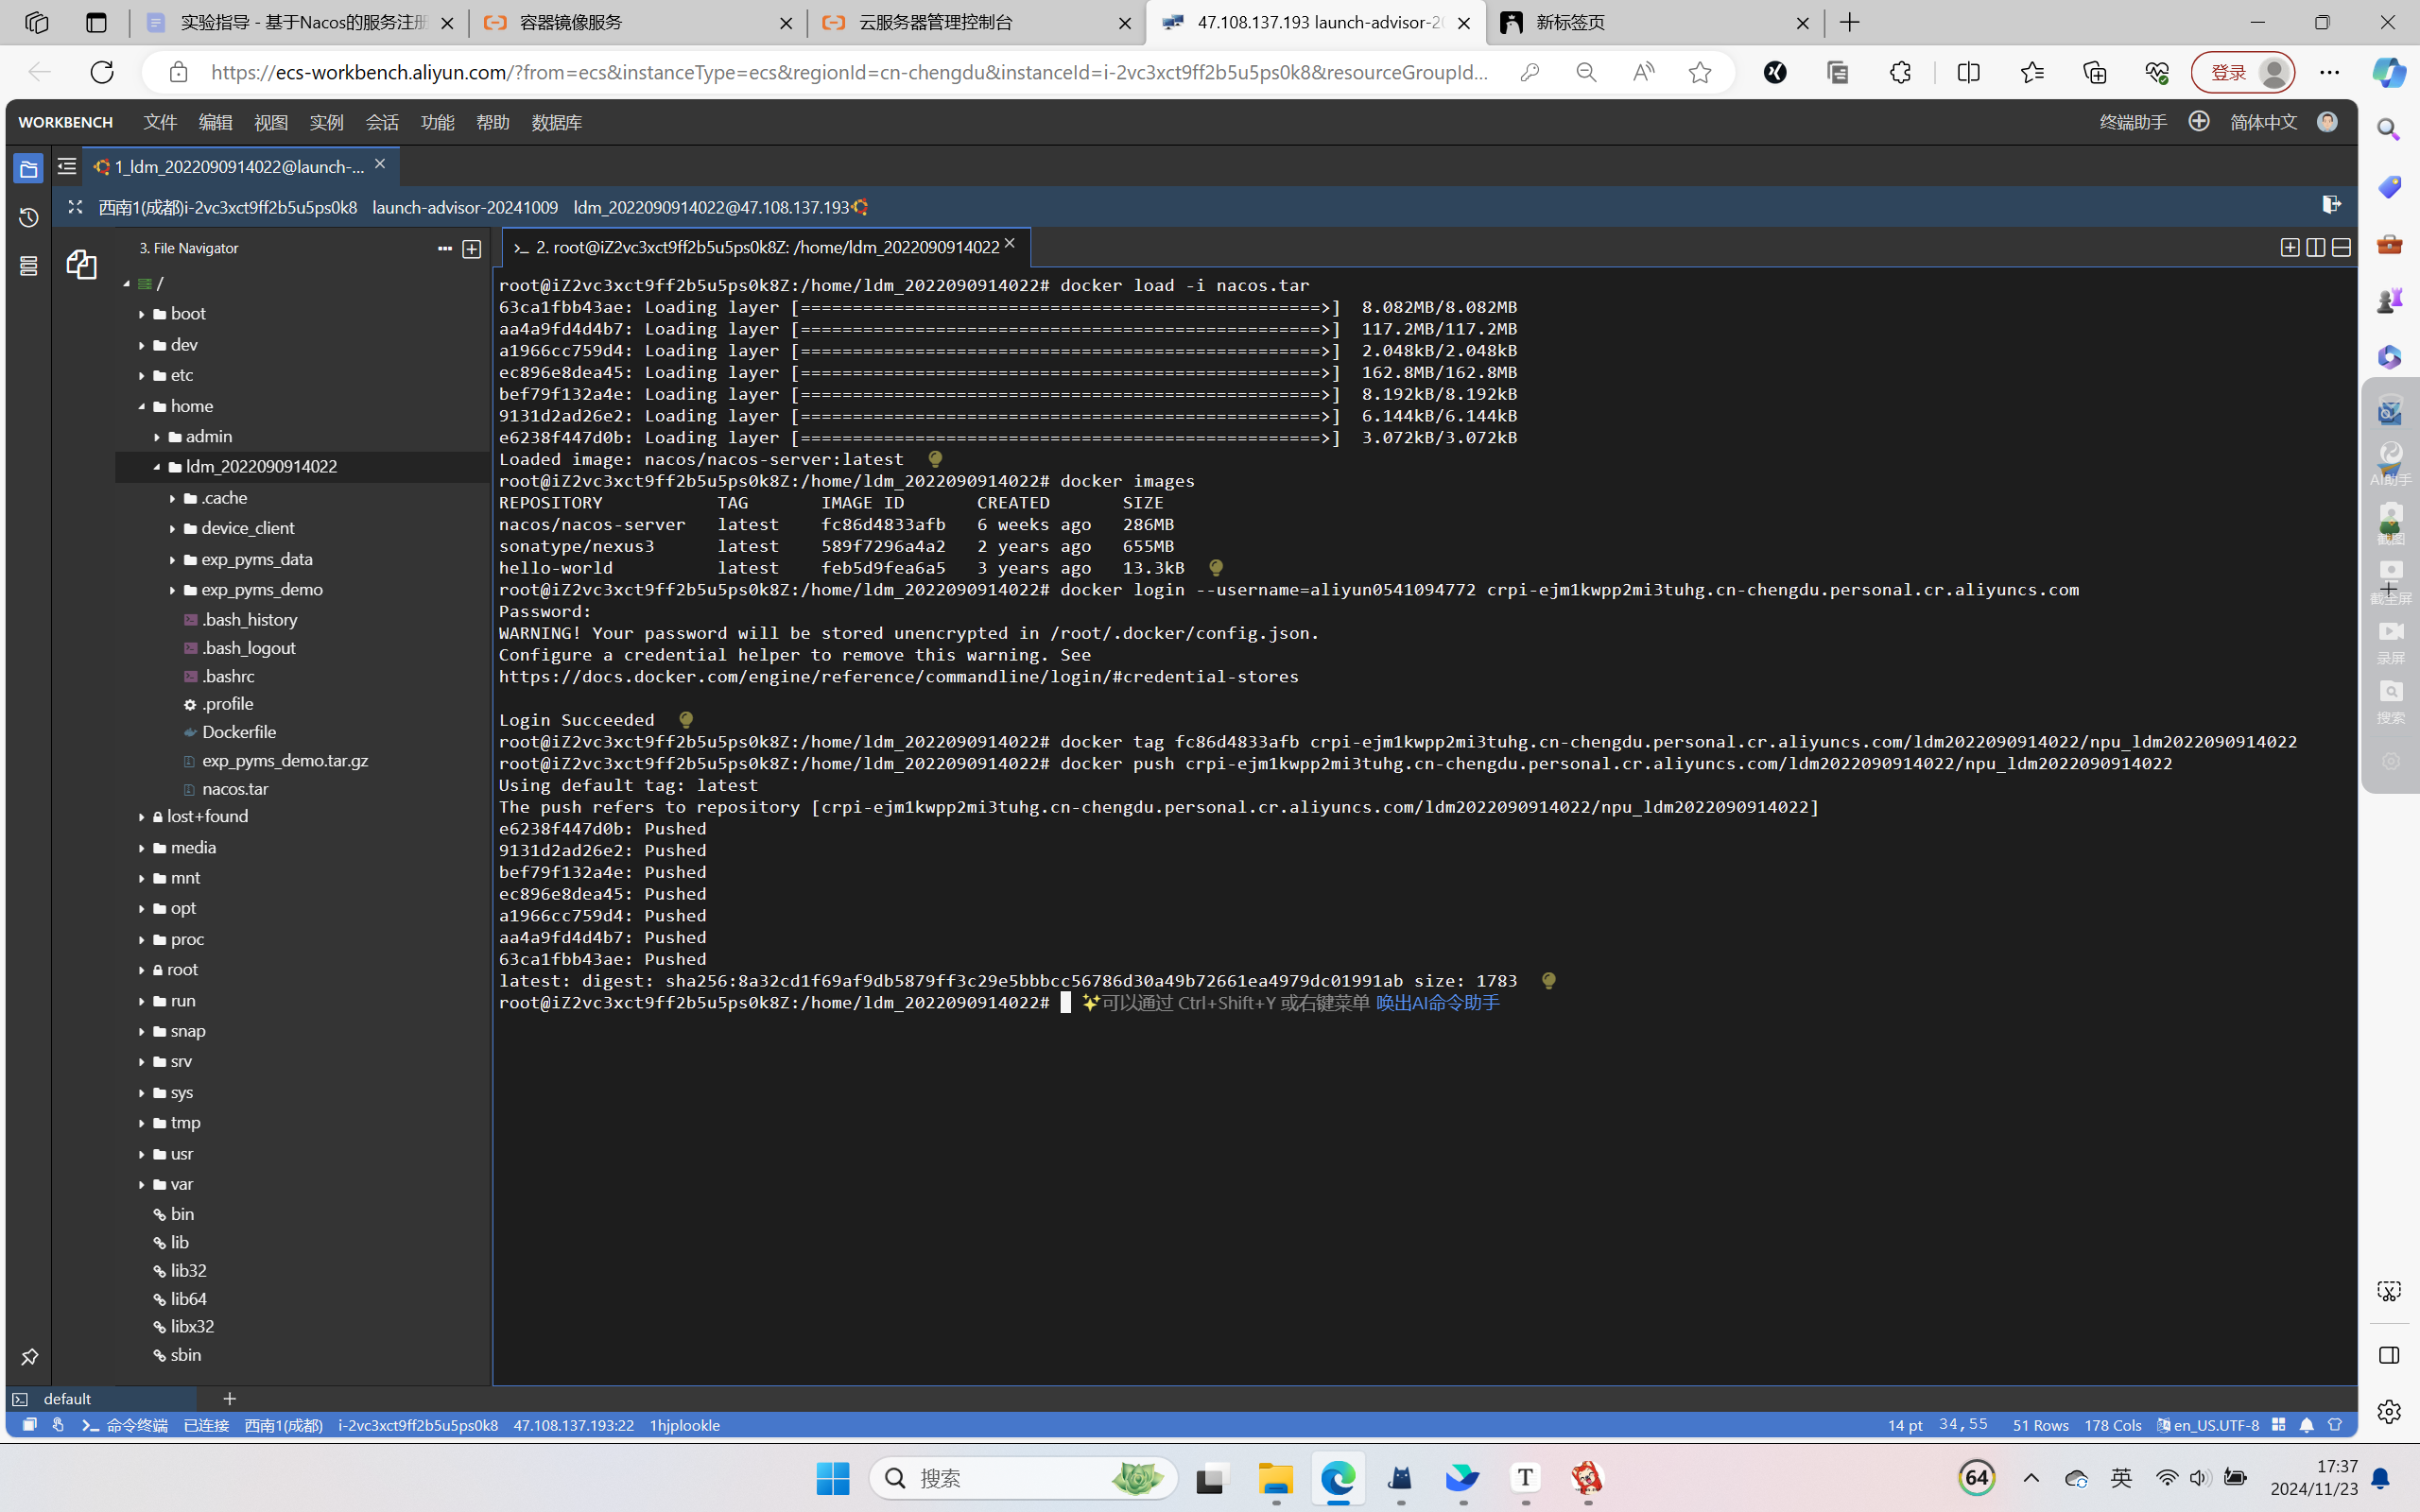 实验指导 - 基于Nacos的服务注册
容器镜像服务
云服务器管理控制台
47.108.137.193 launch-advisor-20
新标签页
https://ecs-workbench.aliyun.com/?from=ecs&instanceType=ecs&regionId=cn-chengdu&instanceId=i-2vc3xct9ff2b5u5ps0k8&resourceGroupId...
登录
WORKBENCH 文件 编辑 视图 实例 会话 功能 帮助 数据库
终端助手 简体中文
1_ldm_2022090914022@launch-...
西南1(成都)i-2vc3xct9ff2b5u5ps0k8 launch-advisor-20241009 ldm_2022090914022@47.108.137.193
3. File Navigator
>_ 2. root@iZ2vc3xct9ff2b5u5ps0k8Z: /home/ldm_2022090914022
/
boot
dev
etc
home
admin
ldm_2022090914022
.cache
device_client
exp_pyms_data
exp_pyms_demo
.bash_history
.bash_logout
.bashrc
.profile
Dockerfile
exp_pyms_demo.tar.gz
nacos.tar
lost+found
media
mnt
opt
proc
root
run
snap
srv
sys
tmp
usr
var
bin
lib
lib32
lib64
libx32
sbin
root@iZ2vc3xct9ff2b5u5ps0k8Z:/home/ldm_2022090914022# docker load -i nacos.tar
63ca1fbb43ae: Loading layer [==================================================>]  8.082MB/8.082MB
aa4a9fd4d4b7: Loading layer [==================================================>]  117.2MB/117.2MB
a1966cc759d4: Loading layer [==================================================>]  2.048kB/2.048kB
ec896e8dea45: Loading layer [==================================================>]  162.8MB/162.8MB
bef79f132a4e: Loading layer [==================================================>]  8.192kB/8.192kB
9131d2ad26e2: Loading layer [==================================================>]  6.144kB/6.144kB
e6238f447d0b: Loading layer [==================================================>]  3.072kB/3.072kB
Loaded image: nacos/nacos-server:latest
root@iZ2vc3xct9ff2b5u5ps0k8Z:/home/ldm_2022090914022# docker images
REPOSITORY           TAG       IMAGE ID       CREATED       SIZE
nacos/nacos-server   latest    fc86d4833afb   6 weeks ago   286MB
sonatype/nexus3      latest    589f7296a4a2   2 years ago   655MB
hello-world          latest    feb5d9fea6a5   3 years ago   13.3kB
root@iZ2vc3xct9ff2b5u5ps0k8Z:/home/ldm_2022090914022# docker login --username=aliyun0541094772 crpi-ejm1kwpp2mi3tuhg.cn-chengdu.personal.cr.aliyuncs.com
Password:
WARNING! Your password will be stored unencrypted in /root/.docker/config.json.
Configure a credential helper to remove this warning. See
https://docs.docker.com/engine/reference/commandline/login/#credential-stores
Login Succeeded
root@iZ2vc3xct9ff2b5u5ps0k8Z:/home/ldm_2022090914022# docker tag fc86d4833afb crpi-ejm1kwpp2mi3tuhg.cn-chengdu.personal.cr.aliyuncs.com/ldm2022090914022/npu_ldm2022090914022
root@iZ2vc3xct9ff2b5u5ps0k8Z:/home/ldm_2022090914022# docker push crpi-ejm1kwpp2mi3tuhg.cn-chengdu.personal.cr.aliyuncs.com/ldm2022090914022/npu_ldm2022090914022
Using default tag: latest
The push refers to repository [crpi-ejm1kwpp2mi3tuhg.cn-chengdu.personal.cr.aliyuncs.com/ldm2022090914022/npu_ldm2022090914022]
e6238f447d0b: Pushed
9131d2ad26e2: Pushed
bef79f132a4e: Pushed
ec896e8dea45: Pushed
a1966cc759d4: Pushed
aa4a9fd4d4b7: Pushed
63ca1fbb43ae: Pushed
latest: digest: sha256:8a32cd1f69af9db5879ff3c29e5bbbcc56786d30a49b72661ea4979dc01991ab size: 1783
root@iZ2vc3xct9ff2b5u5ps0k8Z:/home/ldm_2022090914022# ✨可以通过 Ctrl+Shift+Y 或右键菜单 唤出AI命令助手
AI助手
截图
截全屏
录屏
搜索
default
命令终端 已连接 西南1(成都) i-2vc3xct9ff2b5u5ps0k8 47.108.137.193:22 1hjplookle
14 pt 34,55 51 Rows 178 Cols en_US.UTF-8
搜索
T
64
英
17:37
2024/11/23